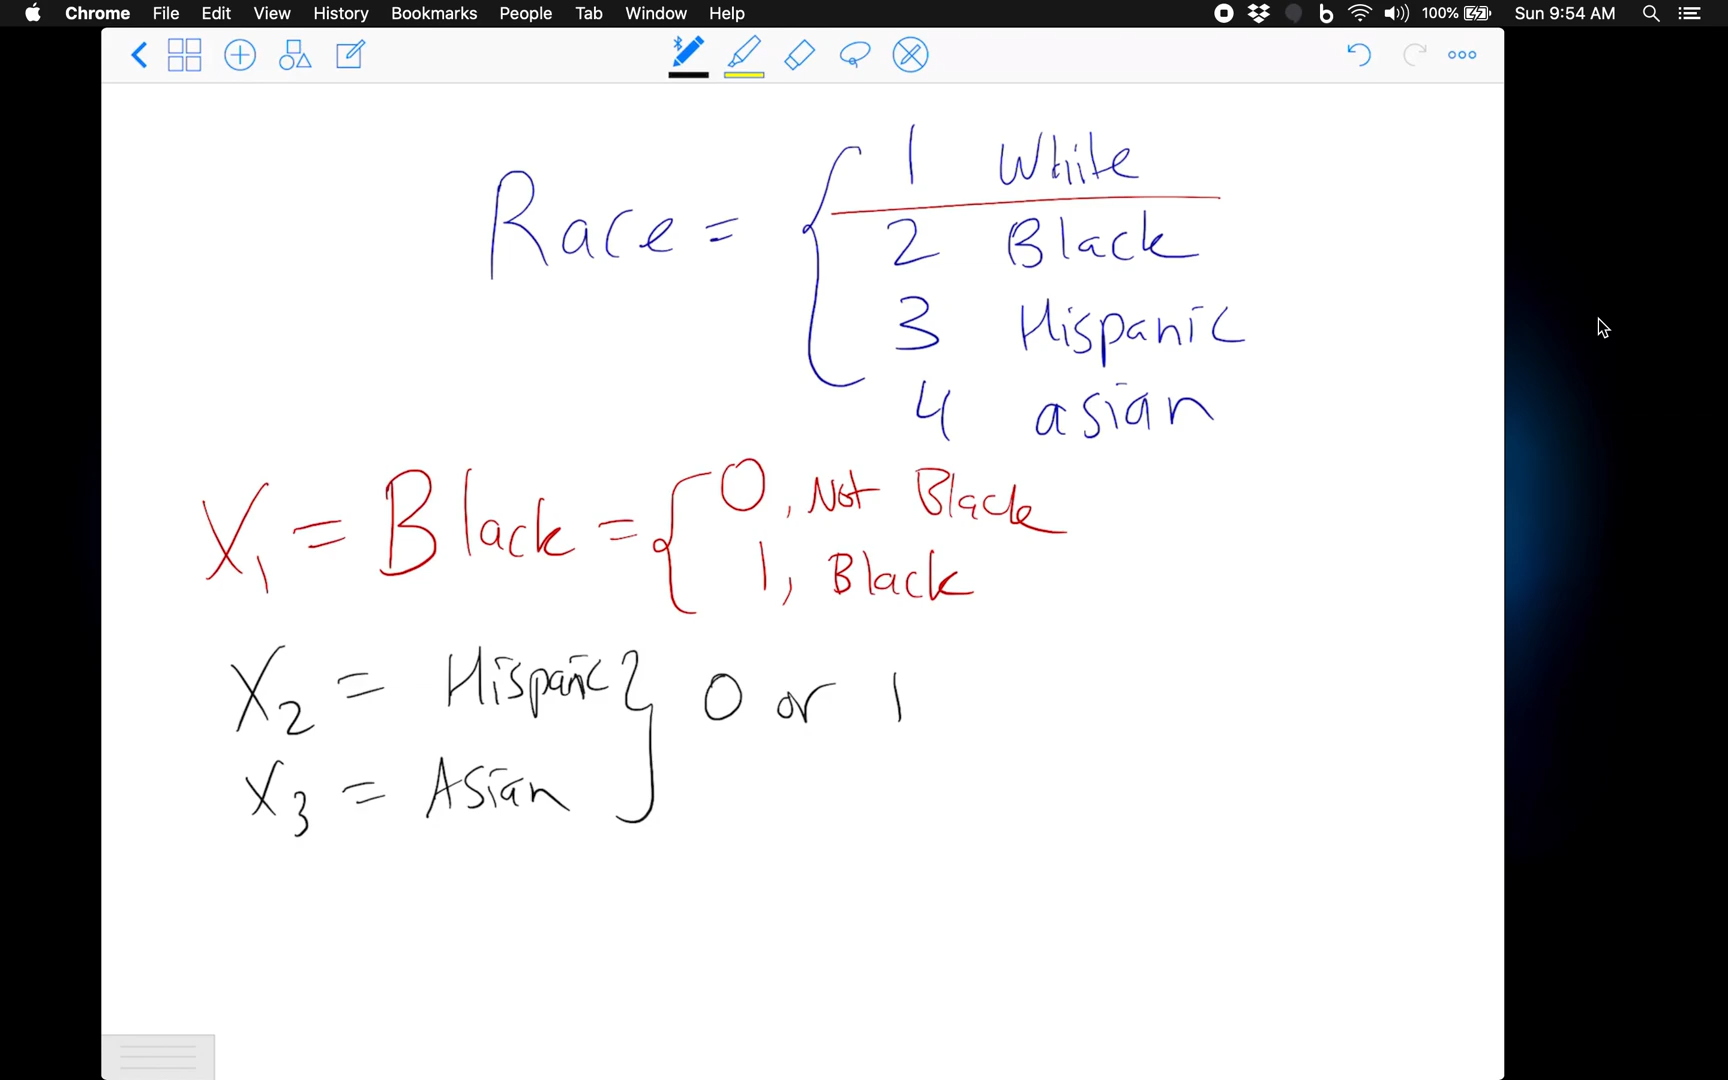 Chrome File Edit View History Bookmarks People Tab Window Help 100% Sun 9:54 AM
Race = { 1 White
2 Black
3 Hispanic
4 asian
X₁ = Black = { 0, Not Black
1, Black
X₂ = Hispanic } 0 or 1
X₃ = Asian